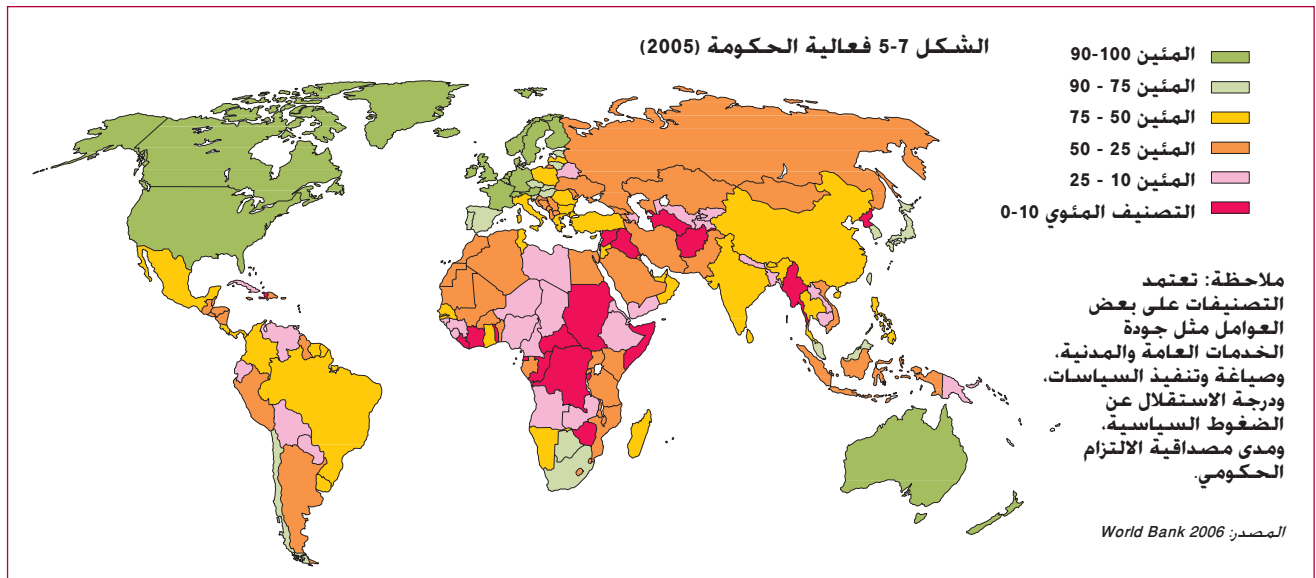 الشكل 7-5 فعالية الحكومة (2005)
المئين 100-90
المئين 75 - 90
المئين 50 - 75
المئين 25 - 50
المئين 10 - 25
التصنيف المئوي 10-0
ملاحظة: تعتمد
التصنيفات على بعض
العوامل مثل جودة
الخدمات العامة والمدنية،
وصياغة وتنفيذ السياسات،
ودرجة الاستقلال عن
الضغوط السياسية،
ومدى مصداقية الالتزام
الحكومي.
المصدر: World Bank 2006